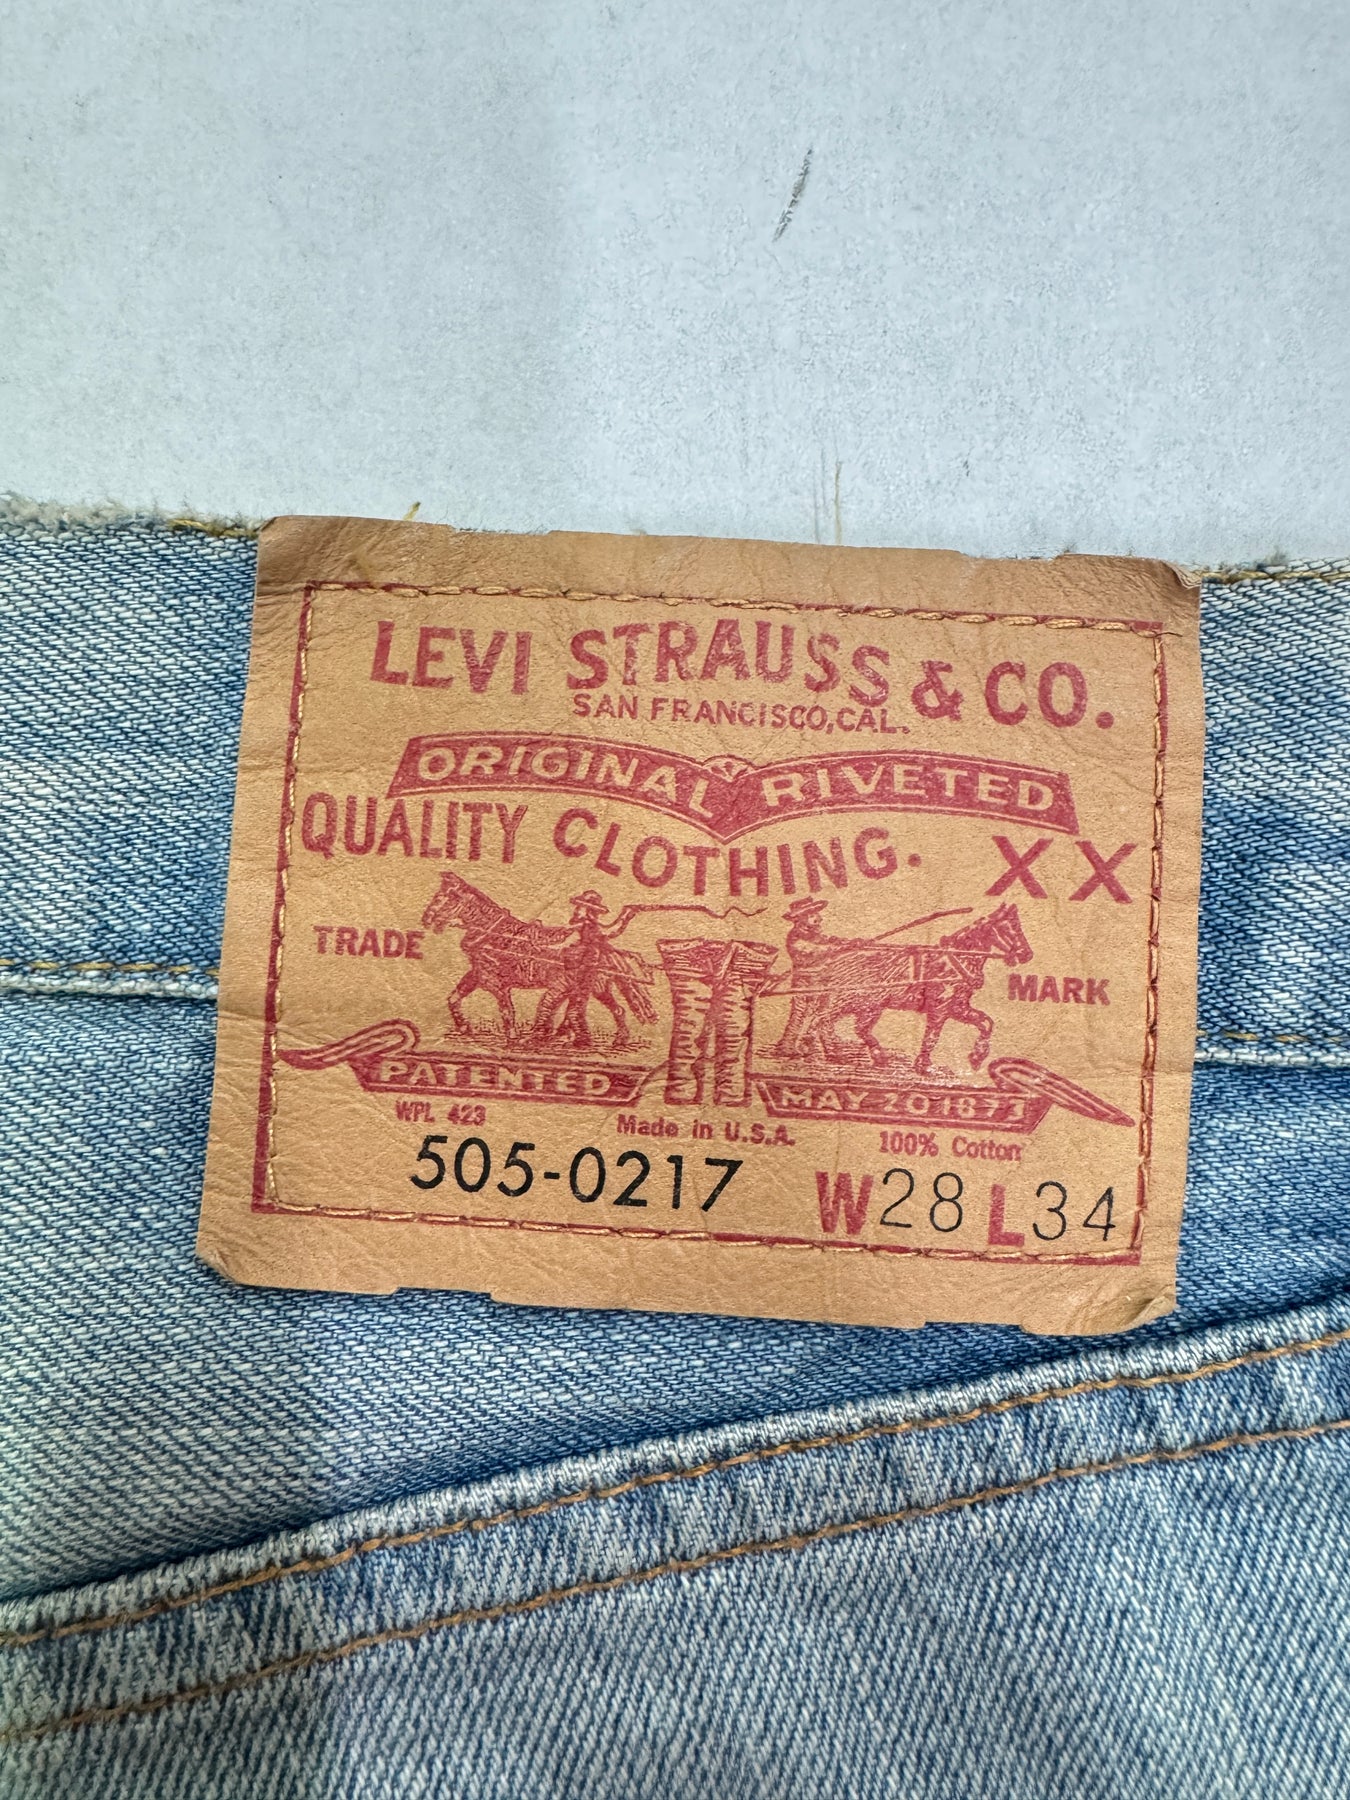 LEVI STRAUSS & CO.
SAN FRANCISCO, CAL.
ORIGINAL RIVETED
QUALITY CLOTHING. XX
TRADE MARK
PATENTED MAY 20 1873
WPL 423 Made in U.S.A. 100% Cotton
505-0217 W28 L34